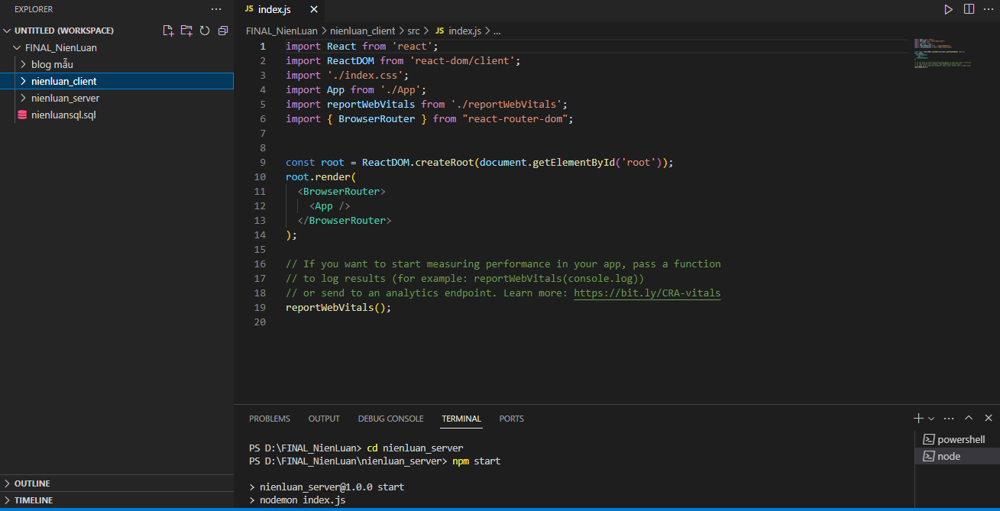 EXPLORER
UNTITLED (WORKSPACE)
FINAL_NienLuan
blog mẫu
nienluan_client
nienluan_server
nienluansql.sql
OUTLINE
TIMELINE
JS index.js
FINAL_NienLuan > nienluan_client > src > JS index.js > ...
1 import React from 'react';
2 import ReactDOM from 'react-dom/client';
3 import './index.css';
4 import App from './App';
5 import reportWebVitals from './reportWebVitals';
6 import { BrowserRouter } from "react-router-dom";
7
8
9 const root = ReactDOM.createRoot(document.getElementById('root'));
10 root.render(
11 <BrowserRouter>
12 <App />
13 </BrowserRouter>
14 );
15
16 // If you want to start measuring performance in your app, pass a function
17 // to log results (for example: reportWebVitals(console.log))
18 // or send to an analytics endpoint. Learn more: https://bit.ly/CRA-vitals
19 reportWebVitals();
20
PROBLEMS OUTPUT DEBUG CONSOLE TERMINAL PORTS
PS D:\FINAL_NienLuan> cd nienluan_server
PS D:\FINAL_NienLuan\nienluan_server> npm start
> nienluan_server@1.0.0 start
> nodemon index.js
powershell
node